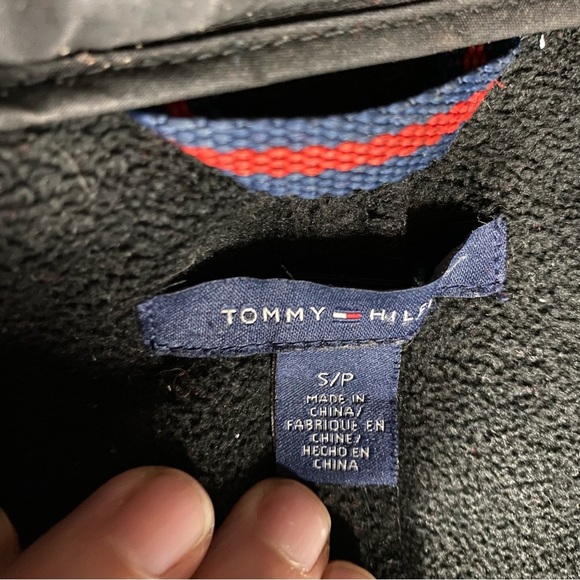 TOMMY HILF
S/P
MADE IN
CHINA/
FABRIQUE EN
CHINE/
HECHO EN
CHINA